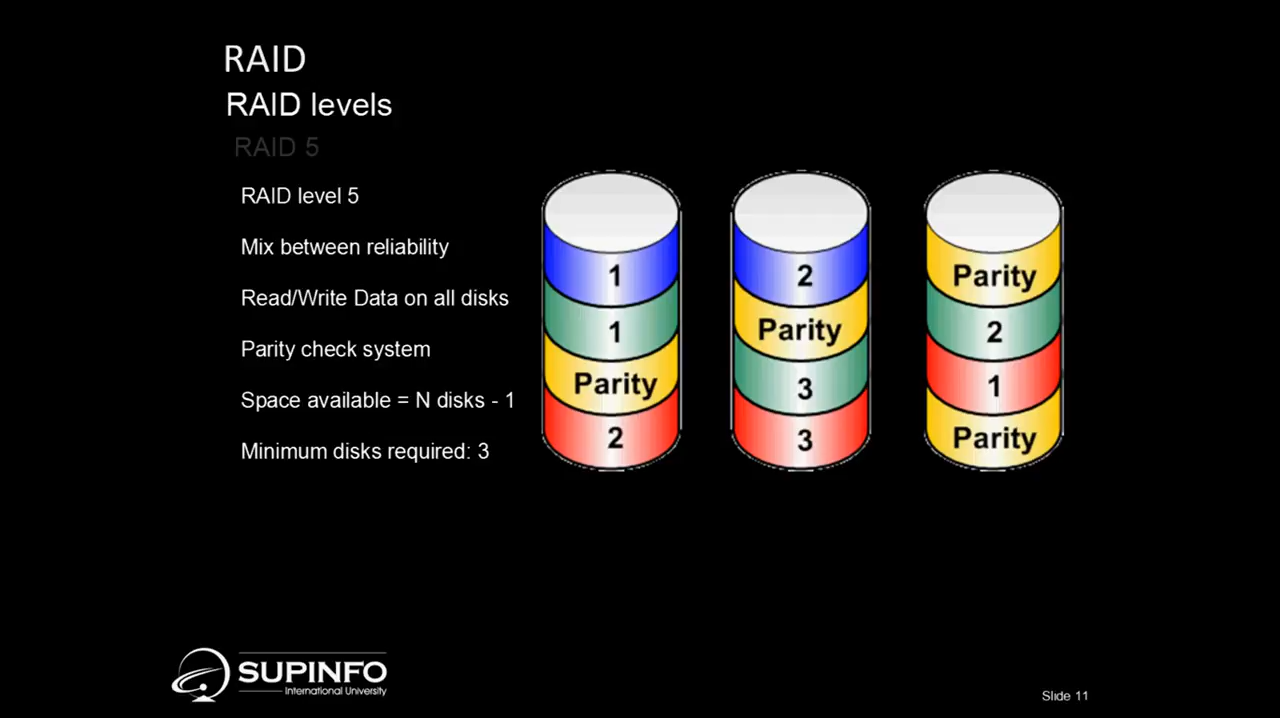 RAID
RAID levels
RAID 5
RAID level 5
Mix between reliability
Read/Write Data on all disks
Parity check system
Space available = N disks - 1
Minimum disks required: 3
1
1
Parity
2
2
Parity
3
3
Parity
2
1
Parity
SUPINFO
International University
Slide 11